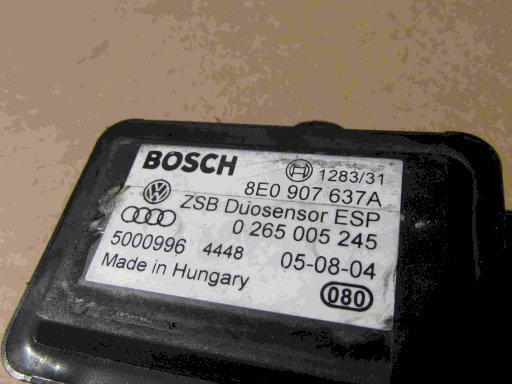 BOSCH 1283/31
8E0 907 637A
ZSB Duosensor ESP
0 265 005 245
5000996 4448 05-08-04
Made in Hungary
080